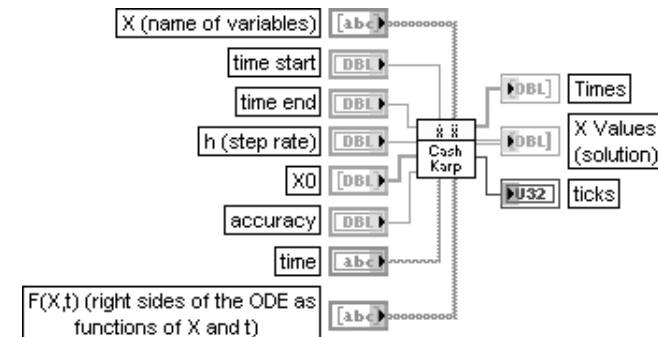 X (name of variables)
[abc]
time start
DBL
time end
DBL
h (step rate)
DBL
X0
[DBL]
accuracy
DBL
time
abc
F(X,t) (right sides of the ODE as
functions of X and t)
[abc]
ẋ ẍ
Cash
Karp
[DBL]
Times
[DBL]
X Values
(solution)
U32
ticks